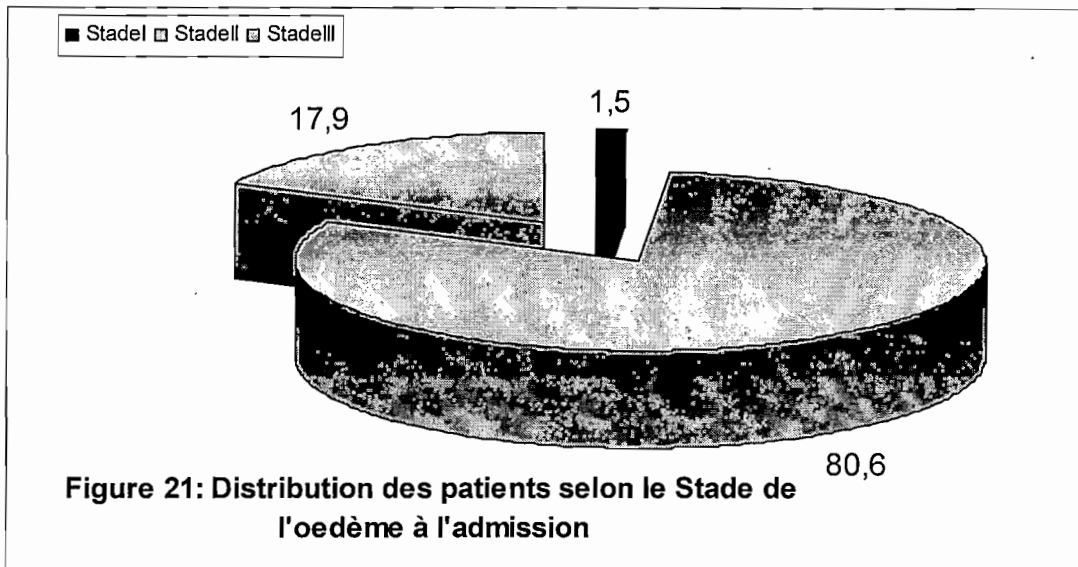 StadeI StadeII StadeIII
17,9
1,5
80,6
Figure 21: Distribution des patients selon le Stade de
l'oedème à l'admission